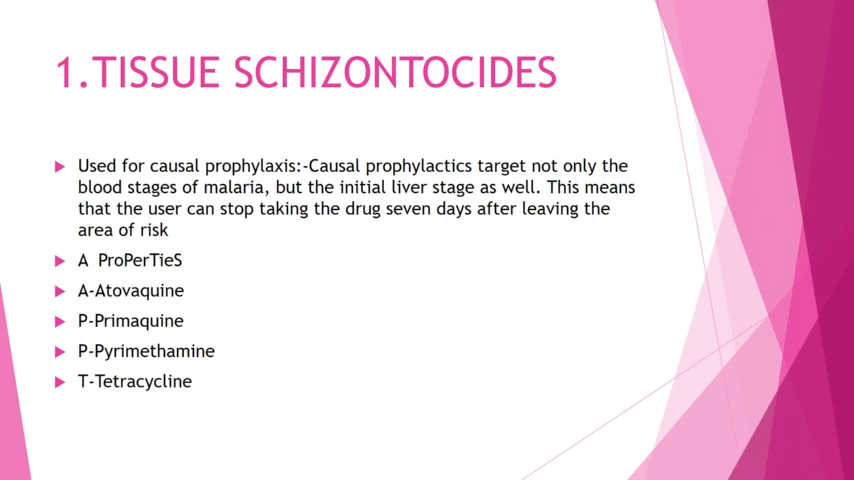 1.TISSUE SCHIZONTOCIDES
Used for causal prophylaxis:-Causal prophylactics target not only the
blood stages of malaria, but the initial liver stage as well. This means
that the user can stop taking the drug seven days after leaving the
area of risk
A ProPerTieS
A-Atovaquine
P-Primaquine
P-Pyrimethamine
T-Tetracycline